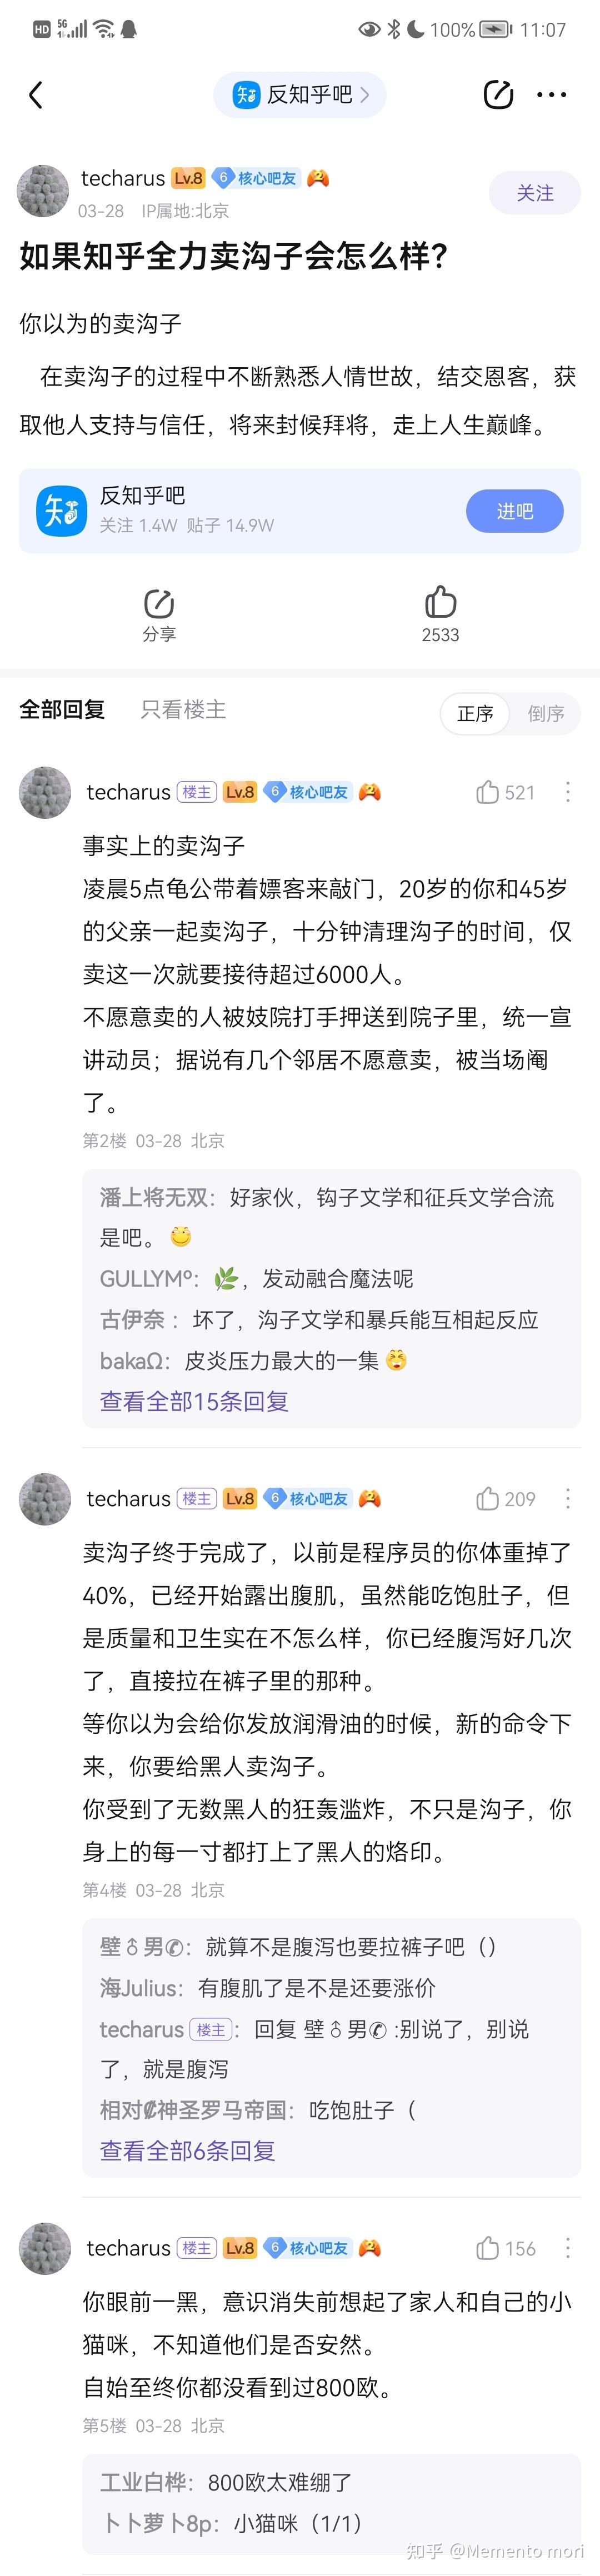 HD 5G 100% 11:07
反知乎吧
techarus Lv.8 6 核心吧友 2
03-28 IP属地:北京
关注
如果知乎全力卖沟子会怎么样?
你以为的卖沟子
在卖沟子的过程中不断熟悉人情世故，结交恩客，获
取他人支持与信任，将来封候拜将，走上人生巅峰。
知
反知乎吧
关注 1.4W 贴子 14.9W
进吧
分享
2533
全部回复 只看楼主 正序 倒序
techarus 楼主 Lv.8 6 核心吧友 2 521
事实上的卖沟子
凌晨5点龟公带着嫖客来敲门，20岁的你和45岁
的父亲一起卖沟子，十分钟清理沟子的时间，仅
卖这一次就要接待超过6000人。
不愿意卖的人被妓院打手押送到院子里，统一宣
讲动员；据说有几个邻居不愿意卖，被当场阉
了。
第2楼 03-28 北京
潘上将无双：好家伙，钩子文学和征兵文学合流
是吧。😊
GULLYMº：🌿，发动融合魔法呢
古伊奈 ：坏了，沟子文学和暴兵能互相起反应
bakaΩ：皮炎压力最大的一集😁
查看全部15条回复
techarus 楼主 Lv.8 6 核心吧友 2 209
卖沟子终于完成了，以前是程序员的你体重掉了
40%，已经开始露出腹肌，虽然能吃饱肚子，但
是质量和卫生实在不怎么样，你已经腹泻好几次
了，直接拉在裤子里的那种。
等你以为会给你发放润滑油的时候，新的命令下
来，你要给黑人卖沟子。
你受到了无数黑人的狂轰滥炸，不只是沟子，你
身上的每一寸都打上了黑人的烙印。
第4楼 03-28 北京
壁♂男✆：就算不是腹泻也要拉裤子吧（）
海Julius：有腹肌了是不是还要涨价
techarus 楼主：回复 壁♂男✆ :别说了，别说
了，就是腹泻
相对₡神圣罗马帝国：吃饱肚子（
查看全部6条回复
techarus 楼主 Lv.8 6 核心吧友 2 156
你眼前一黑，意识消失前想起了家人和自己的小
猫咪，不知道他们是否安然。
自始至终你都没看到过800欧。
第5楼 03-28 北京
工业白桦：800欧太难绷了
卜卜萝卜8p：小猫咪（1/1）
知乎 @Memento mori